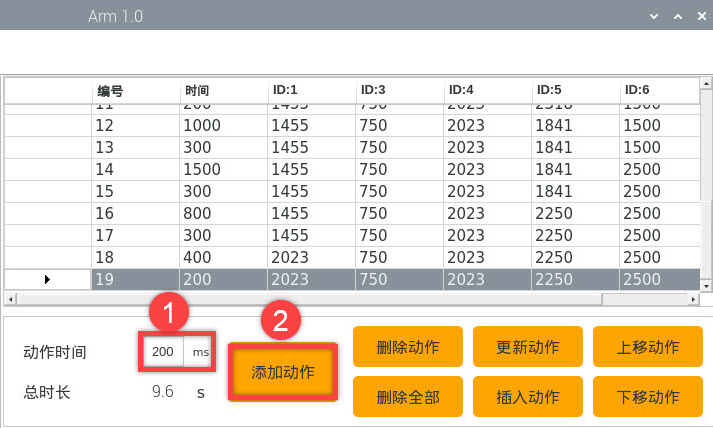 Arm 1.0
编号 时间 ID:1 ID:3 ID:4 ID:5 ID:6
11 200 1455 750 2023 2318 1500
12 1000 1455 750 2023 1841 1500
13 300 1455 750 2023 1841 1500
14 1500 1455 750 2023 1841 2500
15 300 1455 750 2023 1841 2500
16 800 1455 750 2023 2250 2500
17 300 1455 750 2023 2250 2500
18 400 2023 750 2023 2250 2500
19 200 2023 750 2023 2250 2500
1 2
动作时间 200 ms 添加动作 删除动作 更新动作 上移动作
总时长 9.6 s 删除全部 插入动作 下移动作